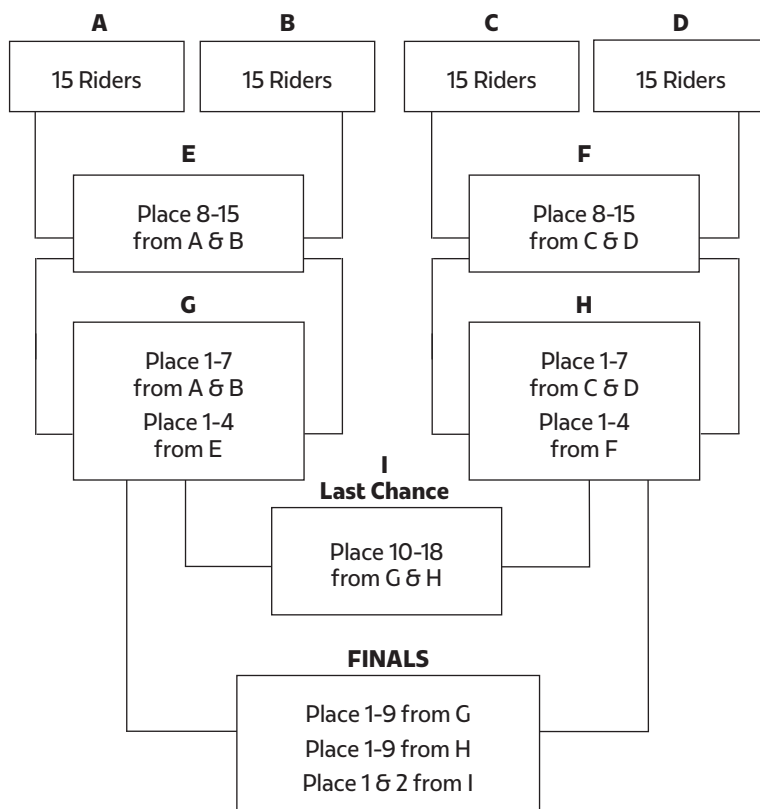 A
B
C
D
15 Riders
15 Riders
15 Riders
15 Riders
E
F
Place 8-15
from A & B
Place 8-15
from C & D
G
H
Place 1-7
from A & B
Place 1-4
from E
Place 1-7
from C & D
Place 1-4
from F
I
Last Chance
Place 10-18
from G & H
FINALS
Place 1-9 from G
Place 1-9 from H
Place 1 & 2 from I